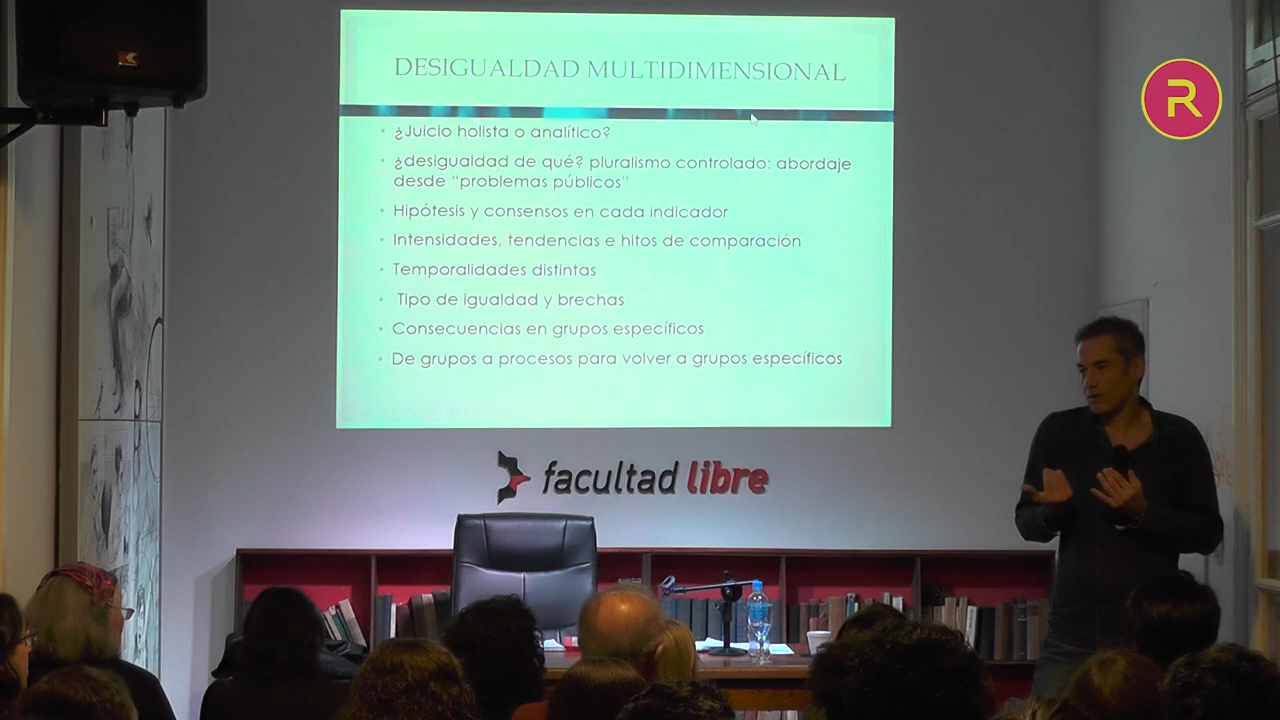 DESIGUALDAD MULTIDIMENSIONAL
¿Juicio holista o analítico?
¿desigualdad de qué? pluralismo controlado: abordaje
desde “problemas públicos”
Hipótesis y consensos en cada indicador
Intensidades, tendencias e hitos de comparación
Temporalidades distintas
Tipo de igualdad y brechas
Consecuencias en grupos específicos
De grupos a procesos para volver a grupos específicos
facultad libre
R